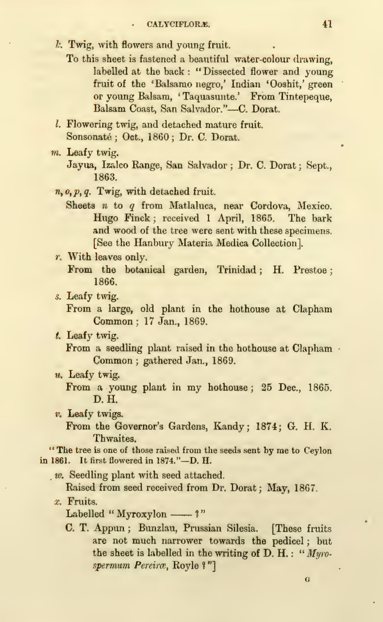 CALYCIFLORÆ. 41
k. Twig, with flowers and young fruit.
To this sheet is fastened a beautiful water-colour drawing,
labelled at the back : "Dissected flower and young
fruit of the 'Balsamo negro,' Indian 'Ooshit,' green
or young Balsam, 'Taquasunte.' From Tintepeque,
Balsam Coast, San Salvador."—C. Dorat.
l. Flowering twig, and detached mature fruit.
Sonsonaté ; Oct., 1860 ; Dr. C. Dorat.
m. Leafy twig.
Jayua, Izalco Range, San Salvador ; Dr. C. Dorat ; Sept.,
1863.
n, o, p, q. Twig, with detached fruit.
Sheets n to q from Matlaluca, near Cordova, Mexico.
Hugo Finck ; received 1 April, 1865. The bark
and wood of the tree were sent with these specimens.
[See the Hanbury Materia Medica Collection].
r. With leaves only.
From the botanical garden, Trinidad ; H. Prestoe ;
1866.
s. Leafy twig.
From a large, old plant in the hothouse at Clapham
Common ; 17 Jan., 1869.
t. Leafy twig.
From a seedling plant raised in the hothouse at Clapham
Common ; gathered Jan., 1869.
u. Leafy twig.
From a young plant in my hothouse ; 25 Dec., 1865.
D. H.
v. Leafy twigs.
From the Governor's Gardens, Kandy ; 1874 ; G. H. K.
Thwaites.
"The tree is one of those raised from the seeds sent by me to Ceylon
in 1861. It first flowered in 1874."—D. H.
w. Seedling plant with seed attached.
Raised from seed received from Dr. Dorat ; May, 1867.
x. Fruits.
Labelled "Myroxylon —— ?"
C. T. Appun ; Bunzlau, Prussian Silesia. [These fruits
are not much narrower towards the pedicel ; but
the sheet is labelled in the writing of D. H. : "Myro-
spermum Pereiræ, Royle ?"]
G